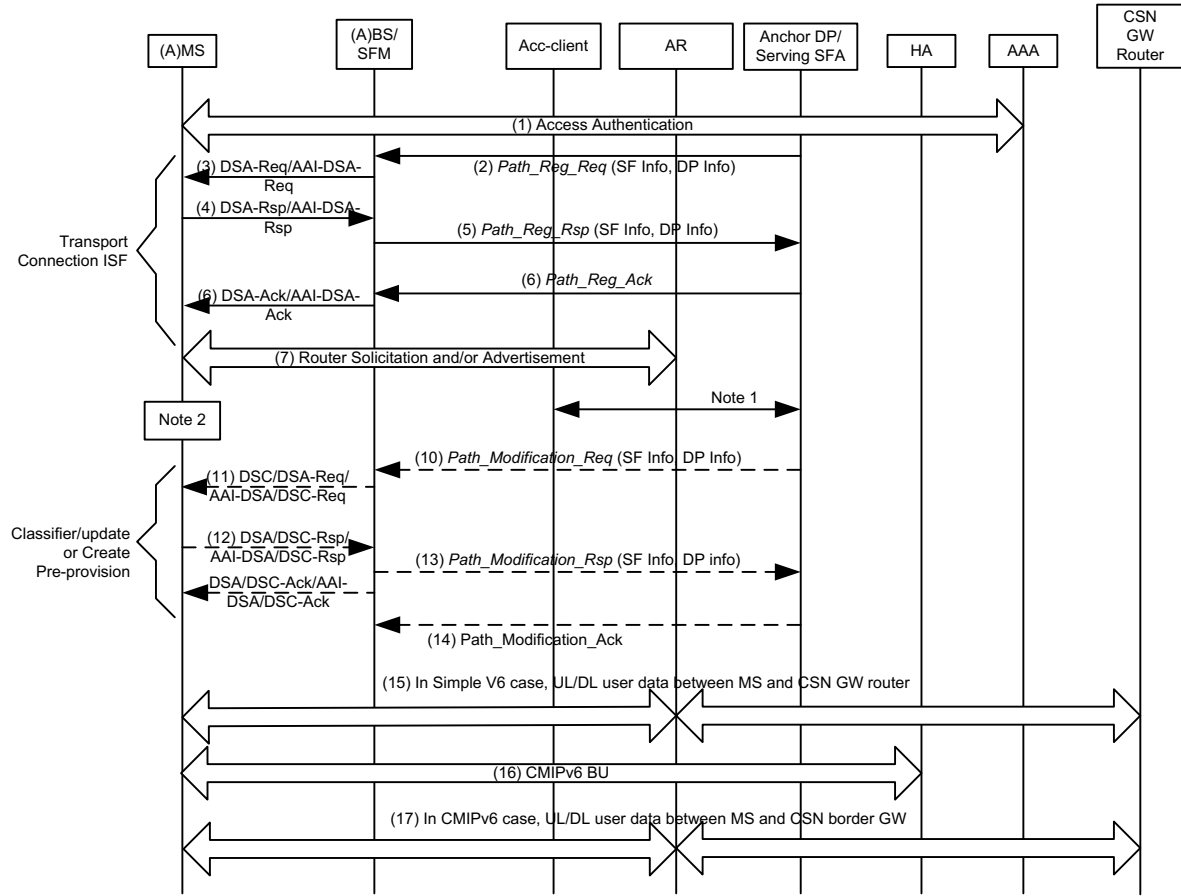 CSN
GW
Router
(A)MS
(A)BS/
SFM
Acc-client
AR
Anchor DP/
Serving SFA
HA
AAA
(1) Access Authentication
(2) Path_Reg_Req (SF Info, DP Info)
(3) DSA-Req/AAI-DSA-
Req
(4) DSA-Rsp/AAI-DSA-
Rsp
(5) Path_Reg_Rsp (SF Info, DP Info)
Transport
Connection ISF
(6) Path_Reg_Ack
(6) DSA-Ack/AAI-DSA-
Ack
(7) Router Solicitation and/or Advertisement
Note 1
Note 2
(10) Path_Modification_Req (SF Info, DP Info)
(11) DSC/DSA-Req/
AAI-DSA/DSC-Req
Classifier/update
or Create
Pre-provision
(12) DSA/DSC-Rsp/
AAI-DSA/DSC-Rsp
(13) Path_Modification_Rsp (SF Info, DP info)
DSA/DSC-Ack/AAI-
DSA/DSC-Ack
(14) Path_Modification_Ack
(15) In Simple V6 case, UL/DL user data between MS and CSN GW router
(16) CMIPv6 BU
(17) In CMIPv6 case, UL/DL user data between MS and CSN border GW